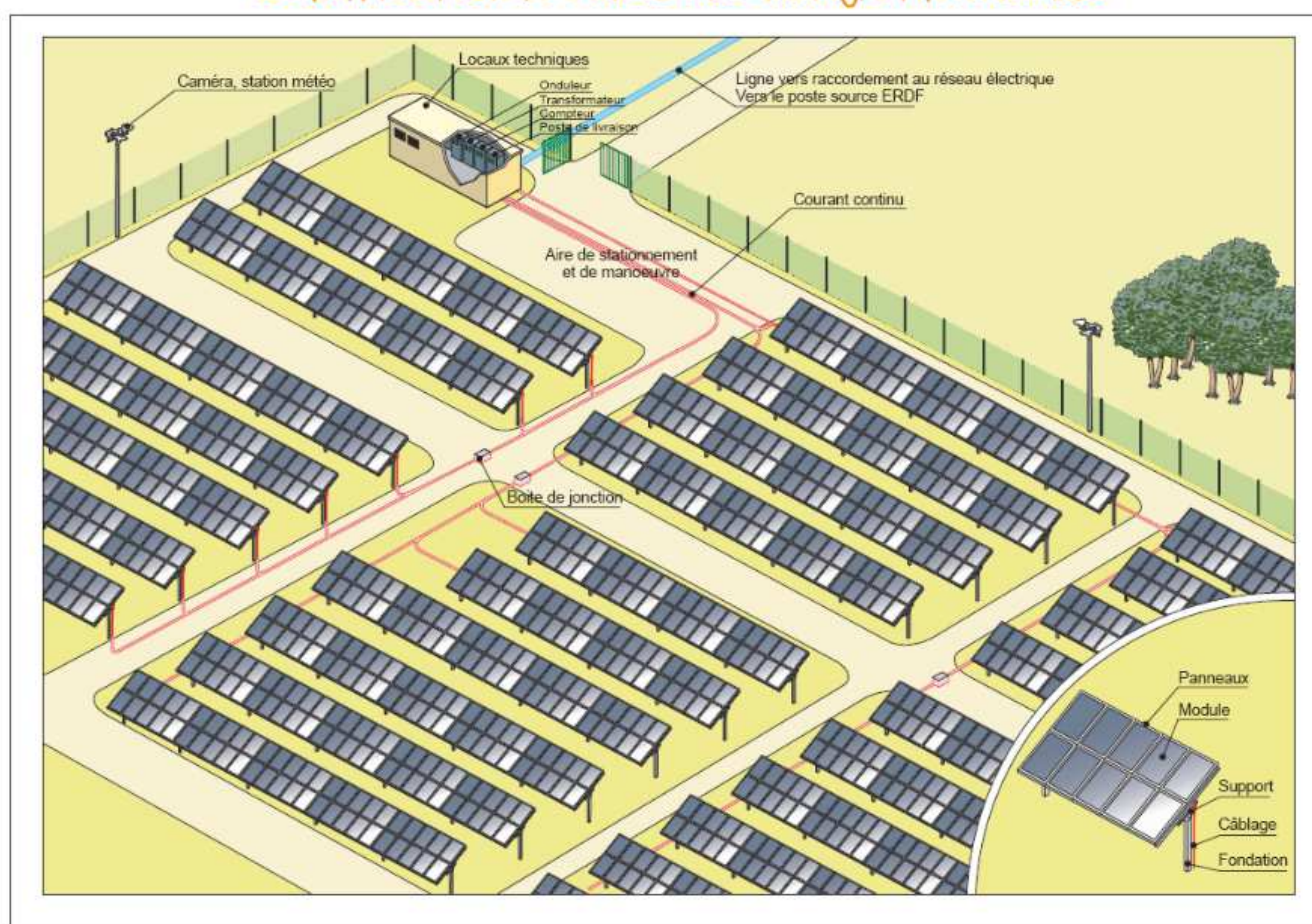 Caméra, station météo
Locaux techniques
Onduleur
Transformateur
Compteur
Poste de livraison
Ligne vers raccordement au réseau électrique
Vers le poste source ERDF
Courant continu
Aire de stationnement
et de manoeuvre
Boite de jonction
Panneaux
Module
Support
Câblage
Fondation